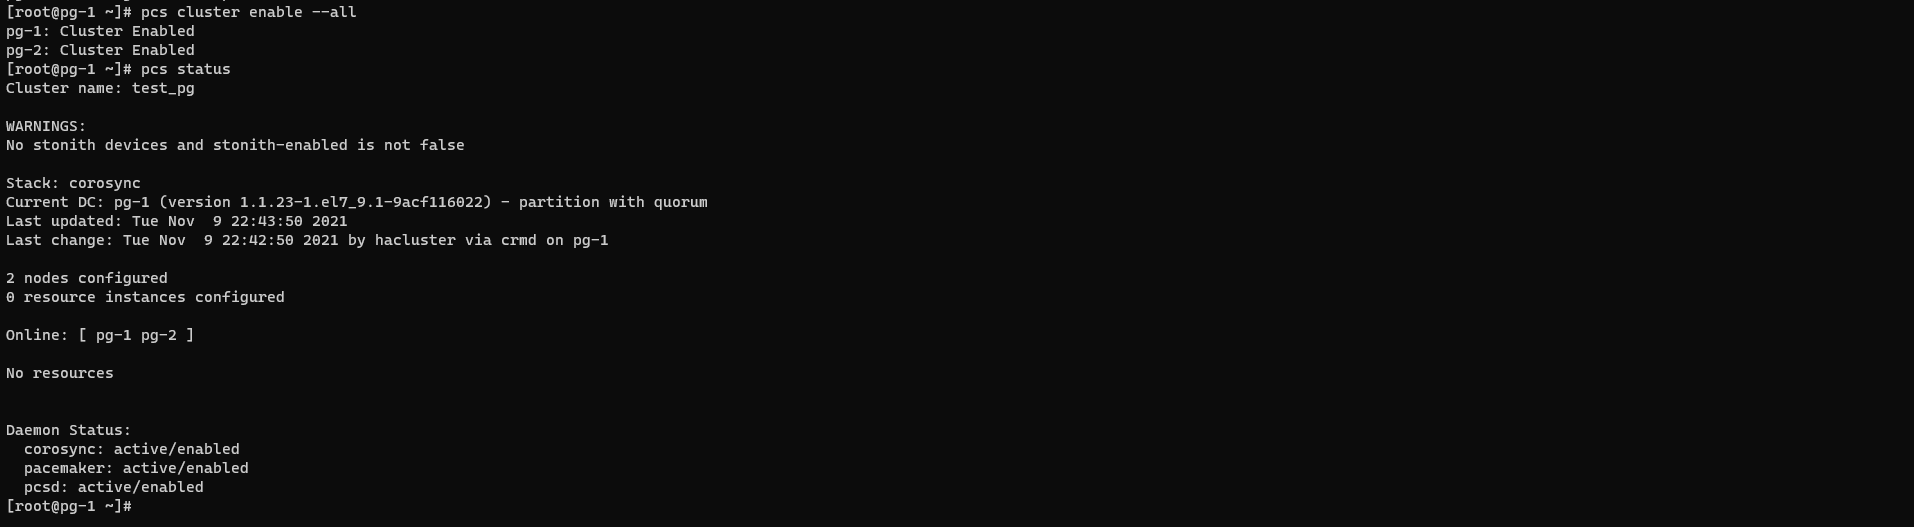 [root@pg-1 ~]# pcs cluster enable --all
pg-1: Cluster Enabled
pg-2: Cluster Enabled
[root@pg-1 ~]# pcs status
Cluster name: test_pg
WARNINGS:
No stonith devices and stonith-enabled is not false
Stack: corosync
Current DC: pg-1 (version 1.1.23-1.el7_9.1-9acf116022) - partition with quorum
Last updated: Tue Nov  9 22:43:50 2021
Last change: Tue Nov  9 22:42:50 2021 by hacluster via crmd on pg-1
2 nodes configured
0 resource instances configured
Online: [ pg-1 pg-2 ]
No resources
Daemon Status:
  corosync: active/enabled
  pacemaker: active/enabled
  pcsd: active/enabled
[root@pg-1 ~]#